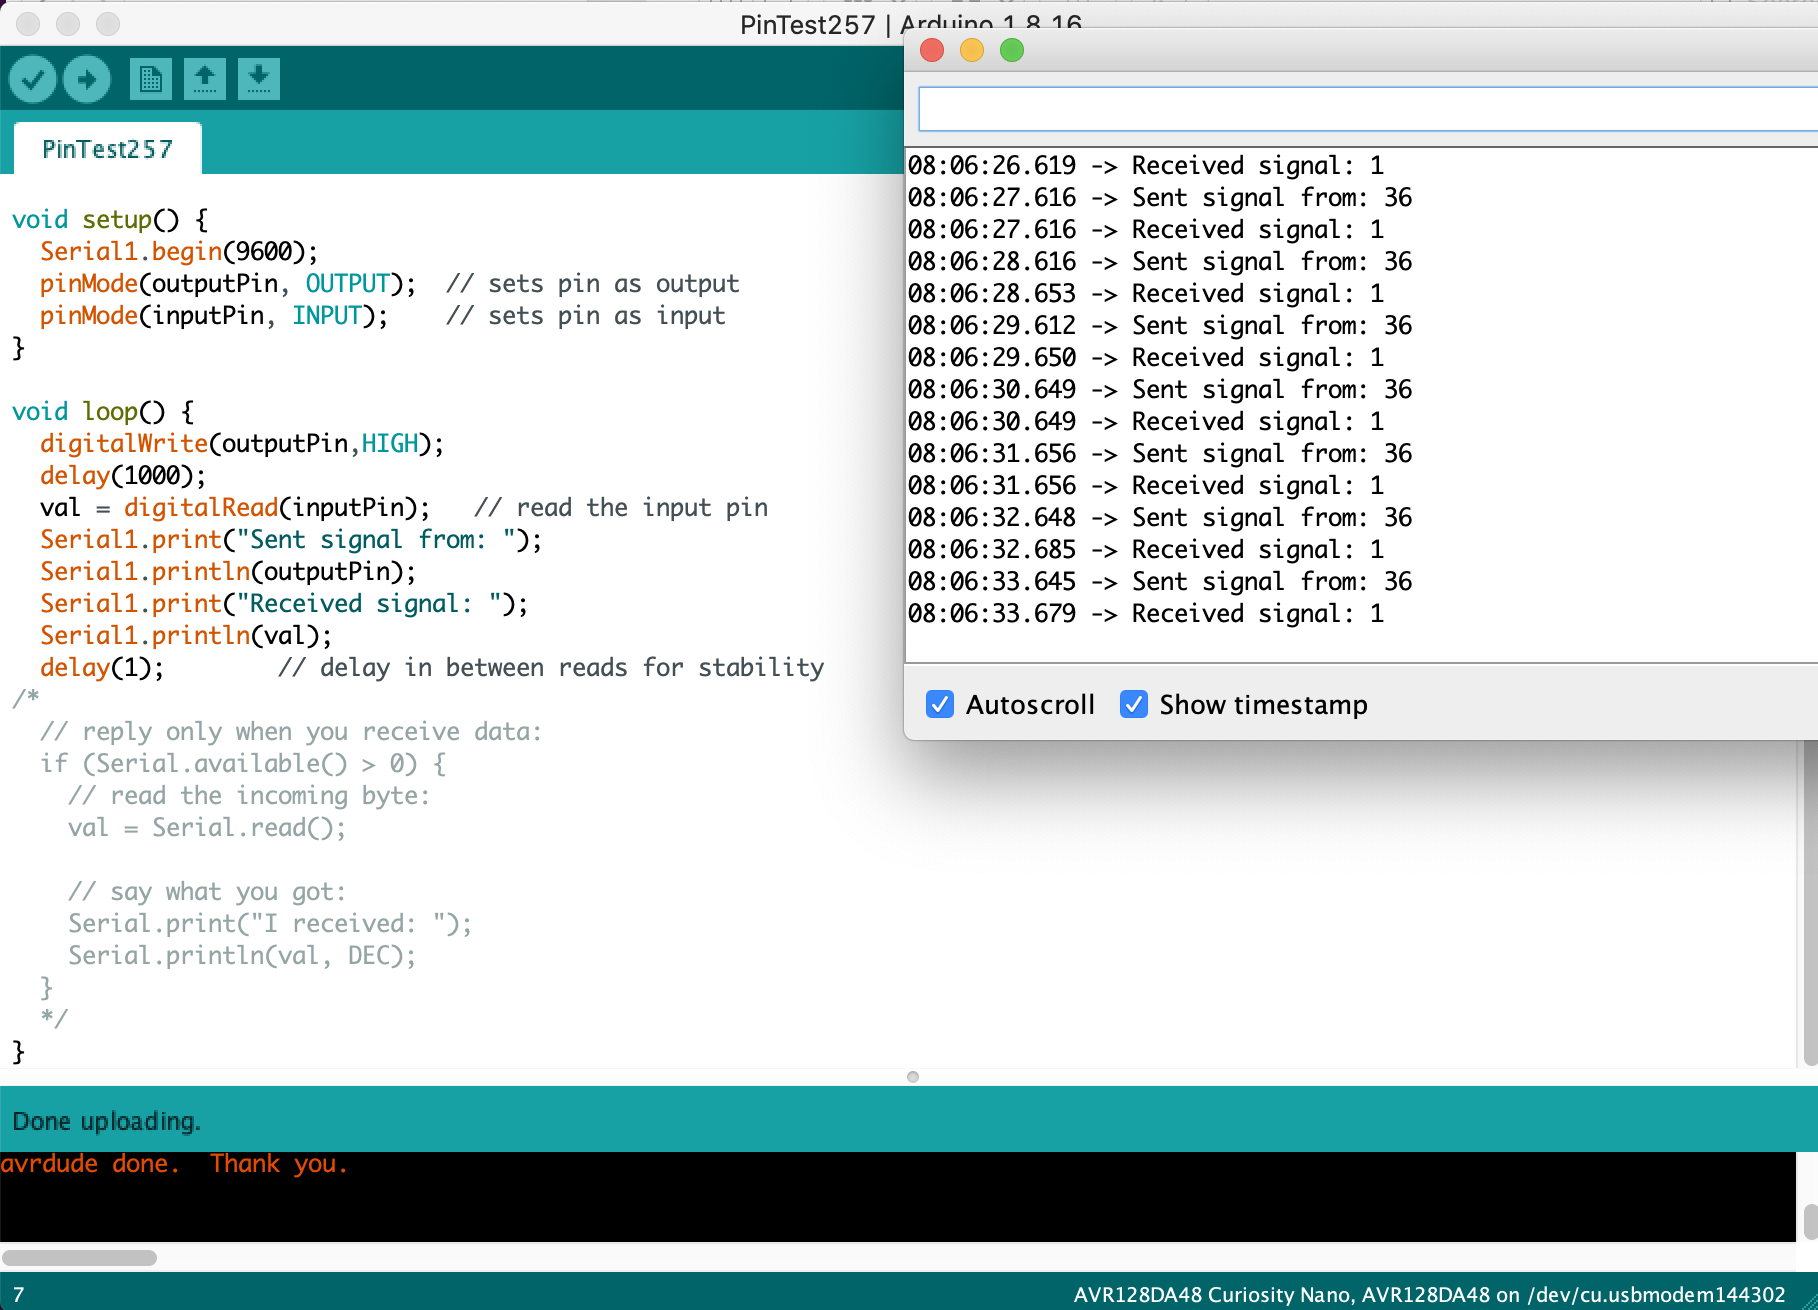 PinTest257 | Arduino 1.8.16
PinTest257
void setup() {
  Serial1.begin(9600);
  pinMode(outputPin, OUTPUT);  // sets pin as output
  pinMode(inputPin, INPUT);    // sets pin as input
}
void loop() {
  digitalWrite(outputPin,HIGH);
  delay(1000);
  val = digitalRead(inputPin);   // read the input pin
  Serial1.print("Sent signal from: ");
  Serial1.println(outputPin);
  Serial1.print("Received signal: ");
  Serial1.println(val);
  delay(1);        // delay in between reads for stability
/*
  // reply only when you receive data:
  if (Serial.available() > 0) {
    // read the incoming byte:
    val = Serial.read();
    // say what you got:
    Serial.print("I received: ");
    Serial.println(val, DEC);
  }
  */
}
08:06:26.619 -> Received signal: 1
08:06:27.616 -> Sent signal from: 36
08:06:27.616 -> Received signal: 1
08:06:28.616 -> Sent signal from: 36
08:06:28.653 -> Received signal: 1
08:06:29.612 -> Sent signal from: 36
08:06:29.650 -> Received signal: 1
08:06:30.649 -> Sent signal from: 36
08:06:30.649 -> Received signal: 1
08:06:31.656 -> Sent signal from: 36
08:06:31.656 -> Received signal: 1
08:06:32.648 -> Sent signal from: 36
08:06:32.685 -> Received signal: 1
08:06:33.645 -> Sent signal from: 36
08:06:33.679 -> Received signal: 1
Autoscroll Show timestamp
Done uploading.
avrdude done.  Thank you.
7 AVR128DA48 Curiosity Nano, AVR128DA48 on /dev/cu.usbmodem144302